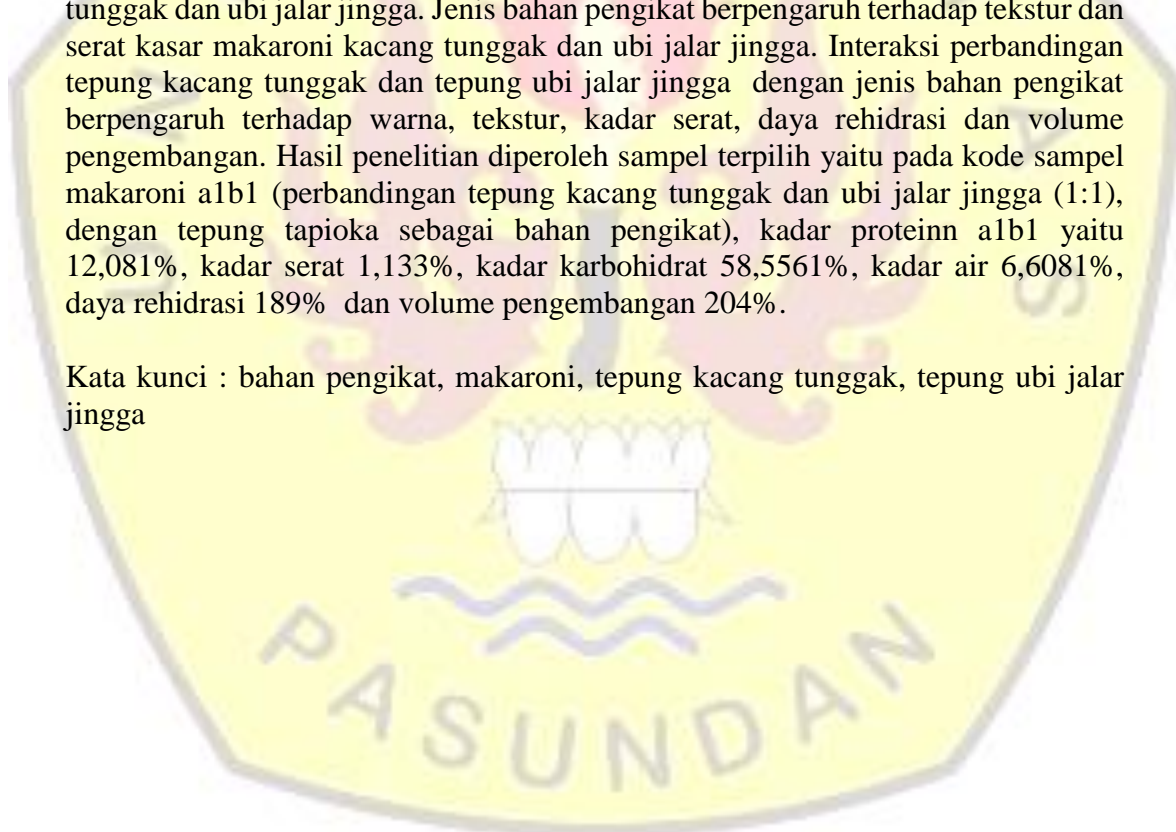 tunggak dan ubi jalar jingga. Jenis bahan pengikat berpengaruh terhadap tekstur dan
serat kasar makaroni kacang tunggak dan ubi jalar jingga. Interaksi perbandingan
tepung kacang tunggak dan tepung ubi jalar jingga dengan jenis bahan pengikat
berpengaruh terhadap warna, tekstur, kadar serat, daya rehidrasi dan volume
pengembangan. Hasil penelitian diperoleh sampel terpilih yaitu pada kode sampel
makaroni a1b1 (perbandingan tepung kacang tunggak dan ubi jalar jingga (1:1),
dengan tepung tapioka sebagai bahan pengikat), kadar proteinn a1b1 yaitu
12,081%, kadar serat 1,133%, kadar karbohidrat 58,5561%, kadar air 6,6081%,
daya rehidrasi 189% dan volume pengembangan 204%.
Kata kunci : bahan pengikat, makaroni, tepung kacang tunggak, tepung ubi jalar
jingga
PASUNDAN